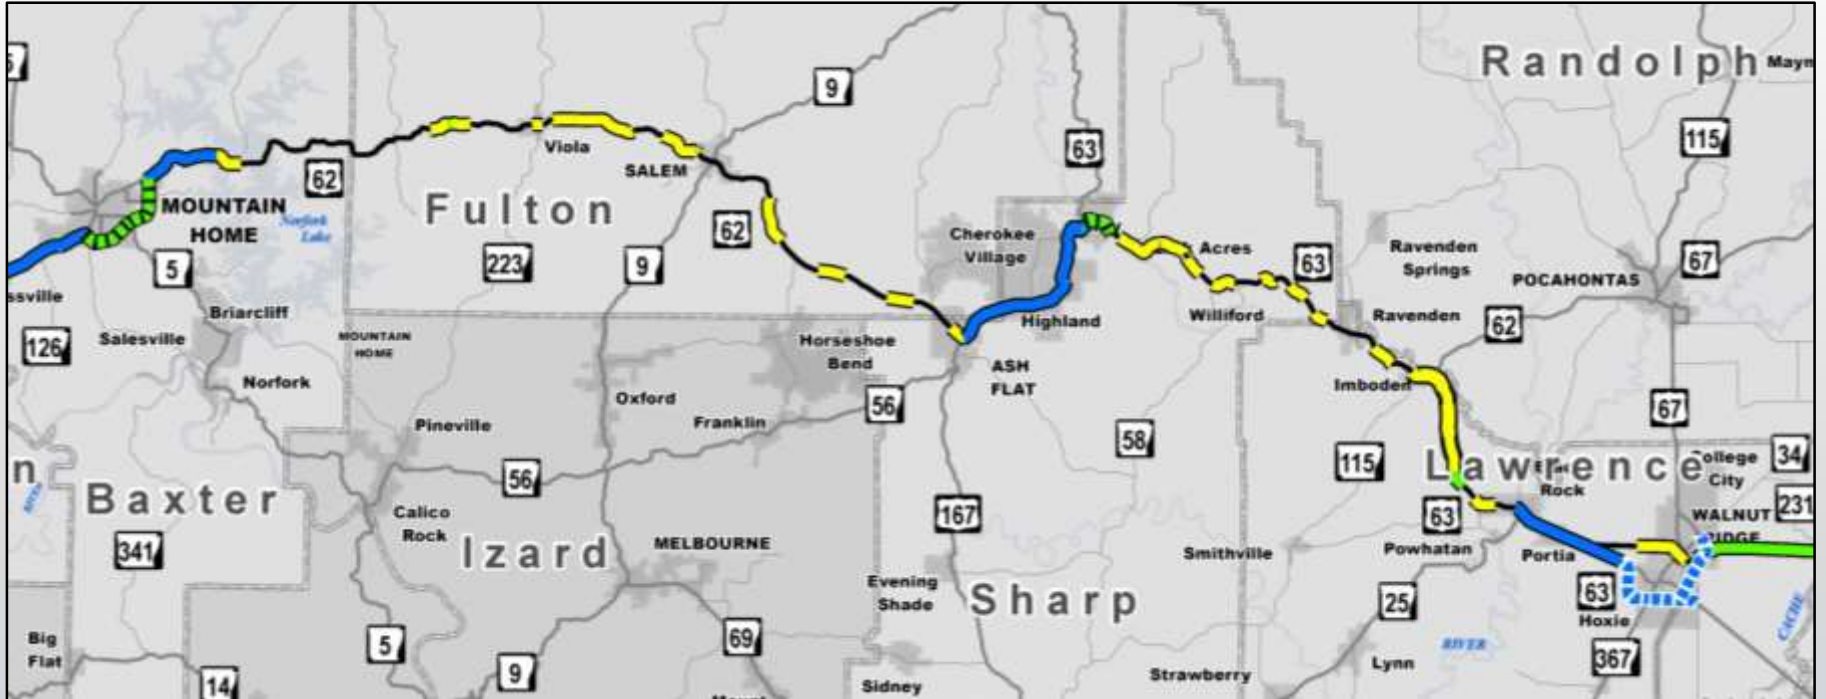 Randolph
Mayn
9
115
63
Viola
SALEM
62
MOUNTAIN
HOME
Norfork
Lake
Fulton
62
5
223
9
Cherokee
Village
Acres
63
Ravenden
Springs
POCAHONTAS
67
ssville
Briarcliff
126
Salesville
MOUNTAIN
HOME
Horseshoe
Bend
Highland
Williford
Ravenden
62
Norfork
ASH
FLAT
Imboden
Oxford
Franklin
56
67
Pineville
58
115
Lawrence
College
City
34
n
Baxter
56
Rock
231
Calico
Rock
167
63
WALNUT
RIDGE
341
Izard
MELBOURNE
Smithville
Powhatan
Portia
Evening
Shade
Sharp
25
63
Hoxie
CACHE
Big
Flat
5
69
RIVER
367
14
9
Sidney
Strawberry
Lynn